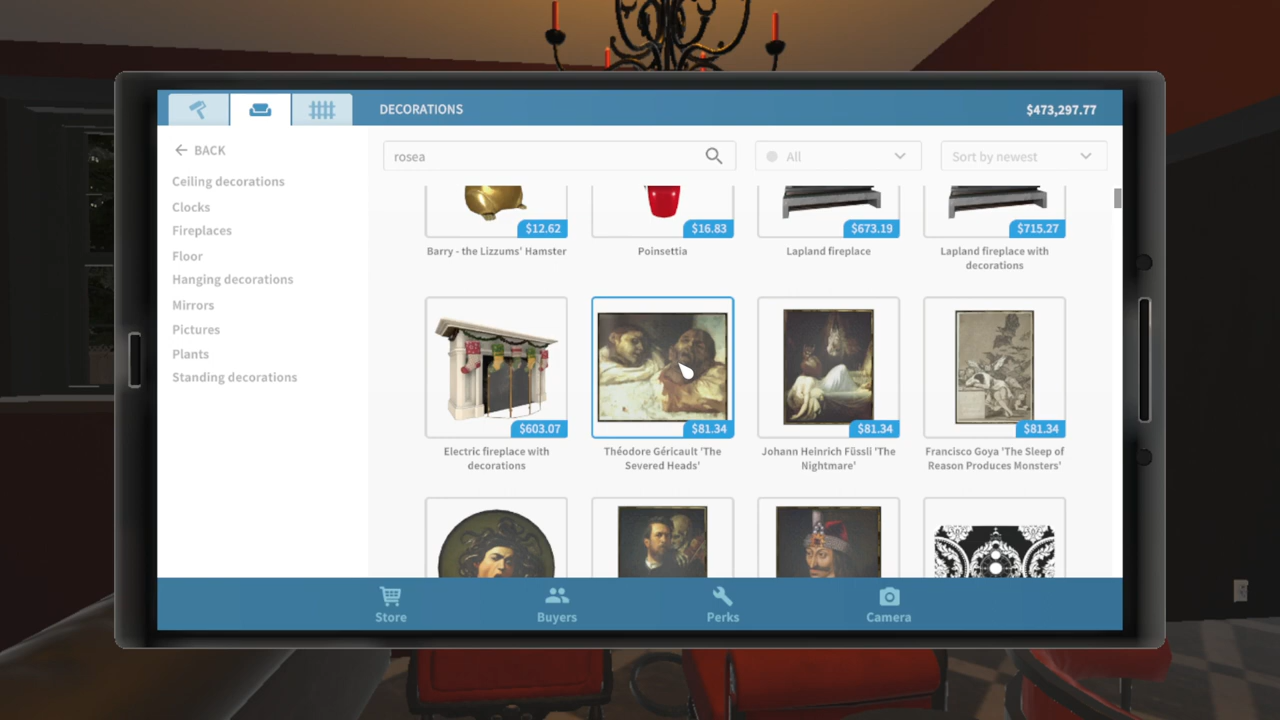 DECORATIONS
$473,297.77
BACK
rosea
All
Sort by newest
Ceiling decorations
Clocks
Fireplaces
Floor
Hanging decorations
Mirrors
Pictures
Plants
Standing decorations
$12.62
$16.83
$673.19
$715.27
Barry - the Lizzums' Hamster
Poinsettia
Lapland fireplace
Lapland fireplace with
decorations
$603.07
$81.34
$81.34
$81.34
Electric fireplace with
decorations
Théodore Géricault 'The
Severed Heads'
Johann Heinrich Füssli 'The
Nightmare'
Francisco Goya 'The Sleep of
Reason Produces Monsters'
Store
Buyers
Perks
Camera